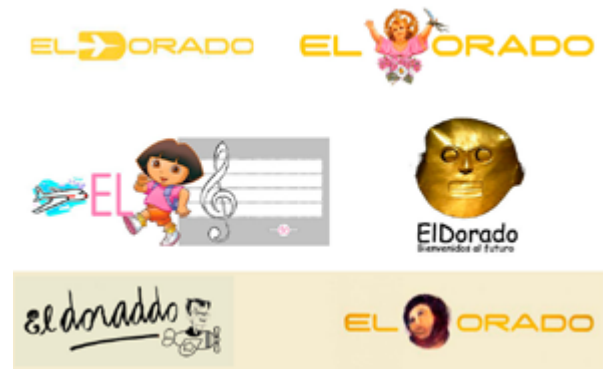 EL DORADO
EL ORADO
EL
ElDorado
Bienvenidos al futuro
El doraddo
EL ORADO